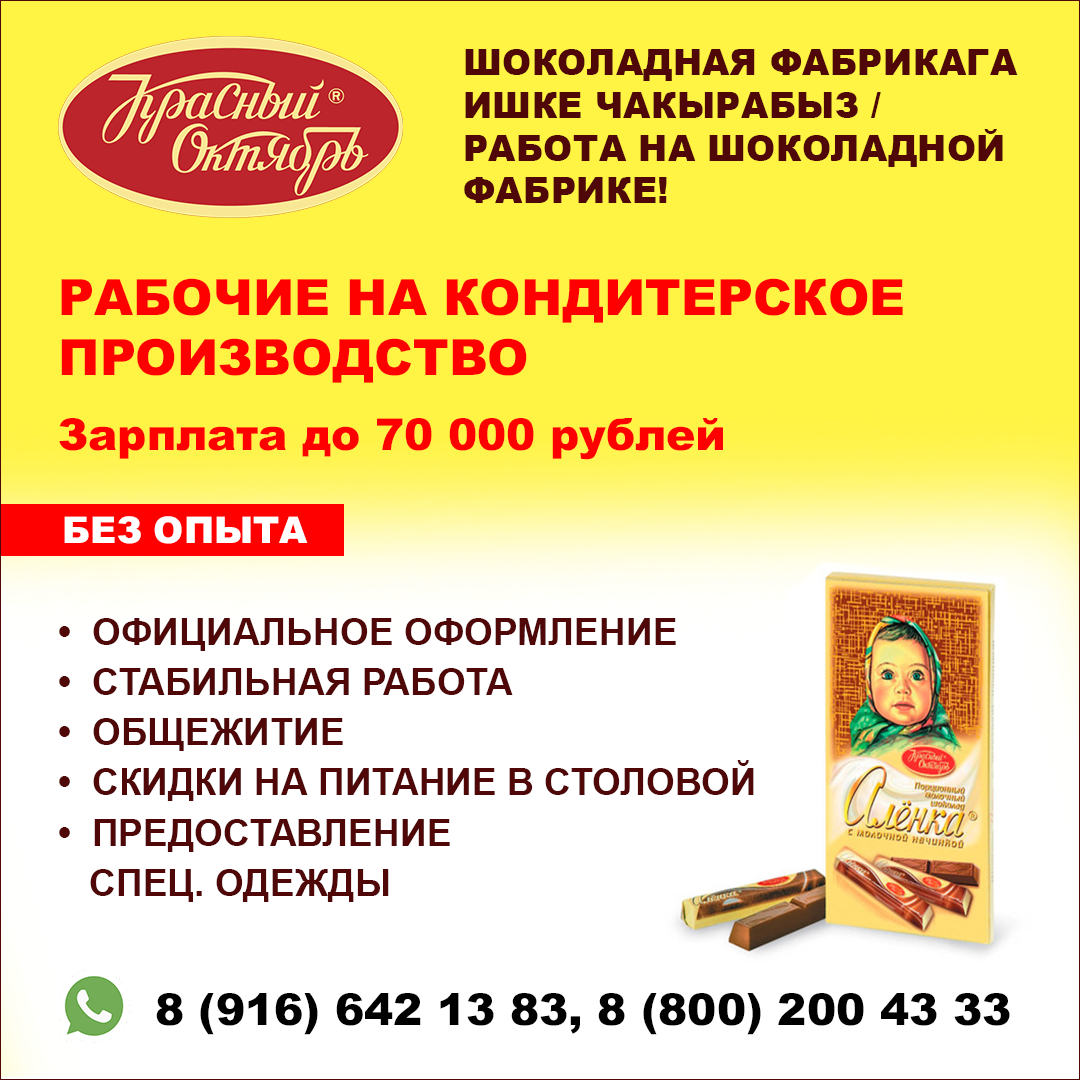 Красный®
Октябрь
ШОКОЛАДНАЯ ФАБРИКАГА
ИШКЕ ЧАКЫРАБЫЗ /
РАБОТА НА ШОКОЛАДНОЙ
ФАБРИКЕ!
РАБОЧИЕ НА КОНДИТЕРСКОЕ
ПРОИЗВОДСТВО
Зарплата до 70 000 рублей
БЕЗ ОПЫТА
• ОФИЦИАЛЬНОЕ ОФОРМЛЕНИЕ
• СТАБИЛЬНАЯ РАБОТА
• ОБЩЕЖИТИЕ
• СКИДКИ НА ПИТАНИЕ В СТОЛОВОЙ
• ПРЕДОСТАВЛЕНИЕ
СПЕЦ. ОДЕЖДЫ
Красный
Октябрь
Порционный
молочный
шоколад
Алёнка®
с молочной начинкой
8 (916) 642 13 83, 8 (800) 200 43 33